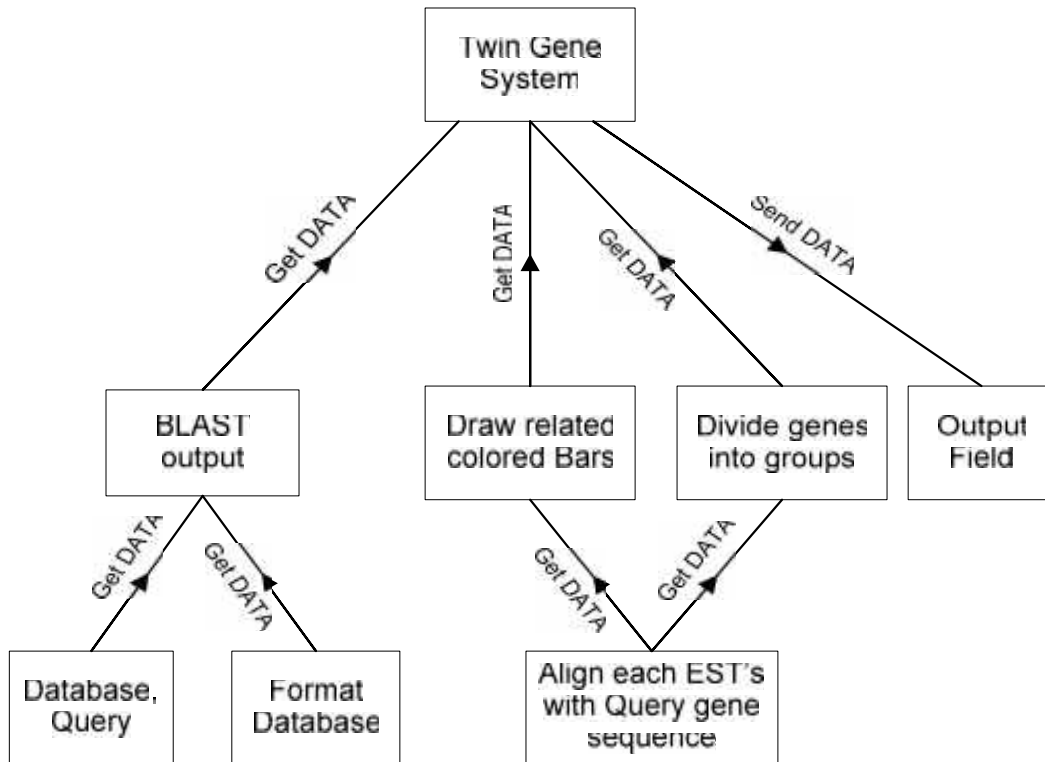 Twin Gene
System
Get DATA
Get DATA
Get DATA
Send DATA
BLAST
output
Draw related
colored Bars
Divide genes
into groups
Output
Field
Get DATA
Get DATA
Get DATA
Get DATA
Database,
Query
Format
Database
Align each EST's
with Query gene
sequence